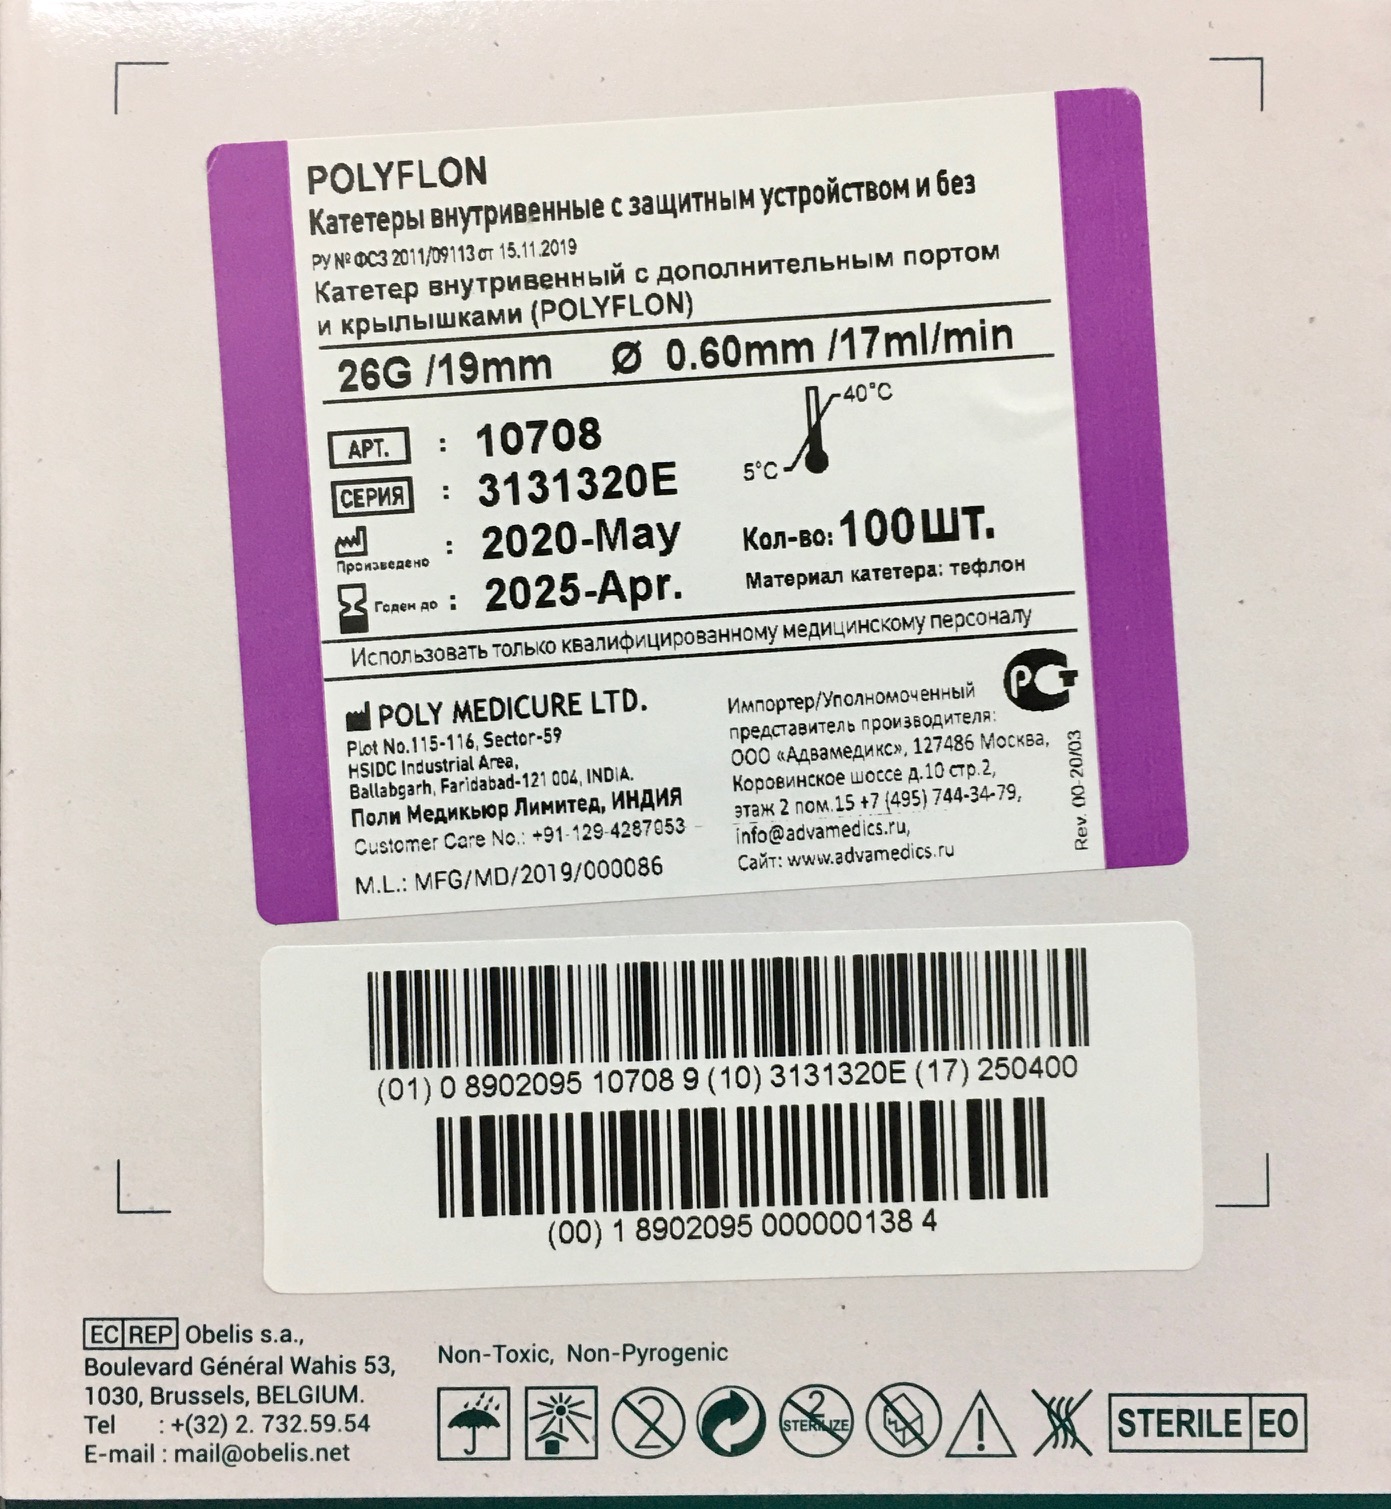 POLYFLON
Катетеры внутривенные с защитным устройством и без
РУ № ФСЗ 2011/09113 от 15.11.2019
Катетер внутривенный с дополнительным портом
и крылышками (POLYFLON)
26G /19mm Ø 0.60mm /17ml/min
АРТ. : 10708
40°C
5°C
СЕРИЯ : 3131320E
Произведено : 2020-May
Кол-во: 100 ШТ.
Годен до : 2025-Apr.
Материал катетера: тефлон
Использовать только квалифицированному медицинскому персоналу
POLY MEDICURE LTD.
Plot No.115-116, Sector-59
HSIDC Industrial Area,
Ballabgarh, Faridabad-121 004, INDIA.
Поли Медикьюр Лимитед, ИНДИЯ
Customer Care No.: +91-129-4287053
M.L.: MFG/MD/2019/000086
Импортер/Уполномоченный
представитель производителя:
ООО «Адвамедикс», 127486 Москва,
Коровинское шоссе д.10 стр.2,
этаж 2 пом.15 +7 (495) 744-34-79,
info@advamedics.ru,
Сайт: www.advamedics.ru
РСТ
Rev. 00-20/03
(01) 0 8902095 10708 9 (10) 3131320E (17) 250400
(00) 1 8902095 000000138 4
EC REP Obelis s.a.,
Boulevard Général Wahis 53,
1030, Brussels, BELGIUM.
Tel : +(32) 2. 732.59.54
E-mail : mail@obelis.net
Non-Toxic, Non-Pyrogenic
2
2
STERILIZE
STERILE EO